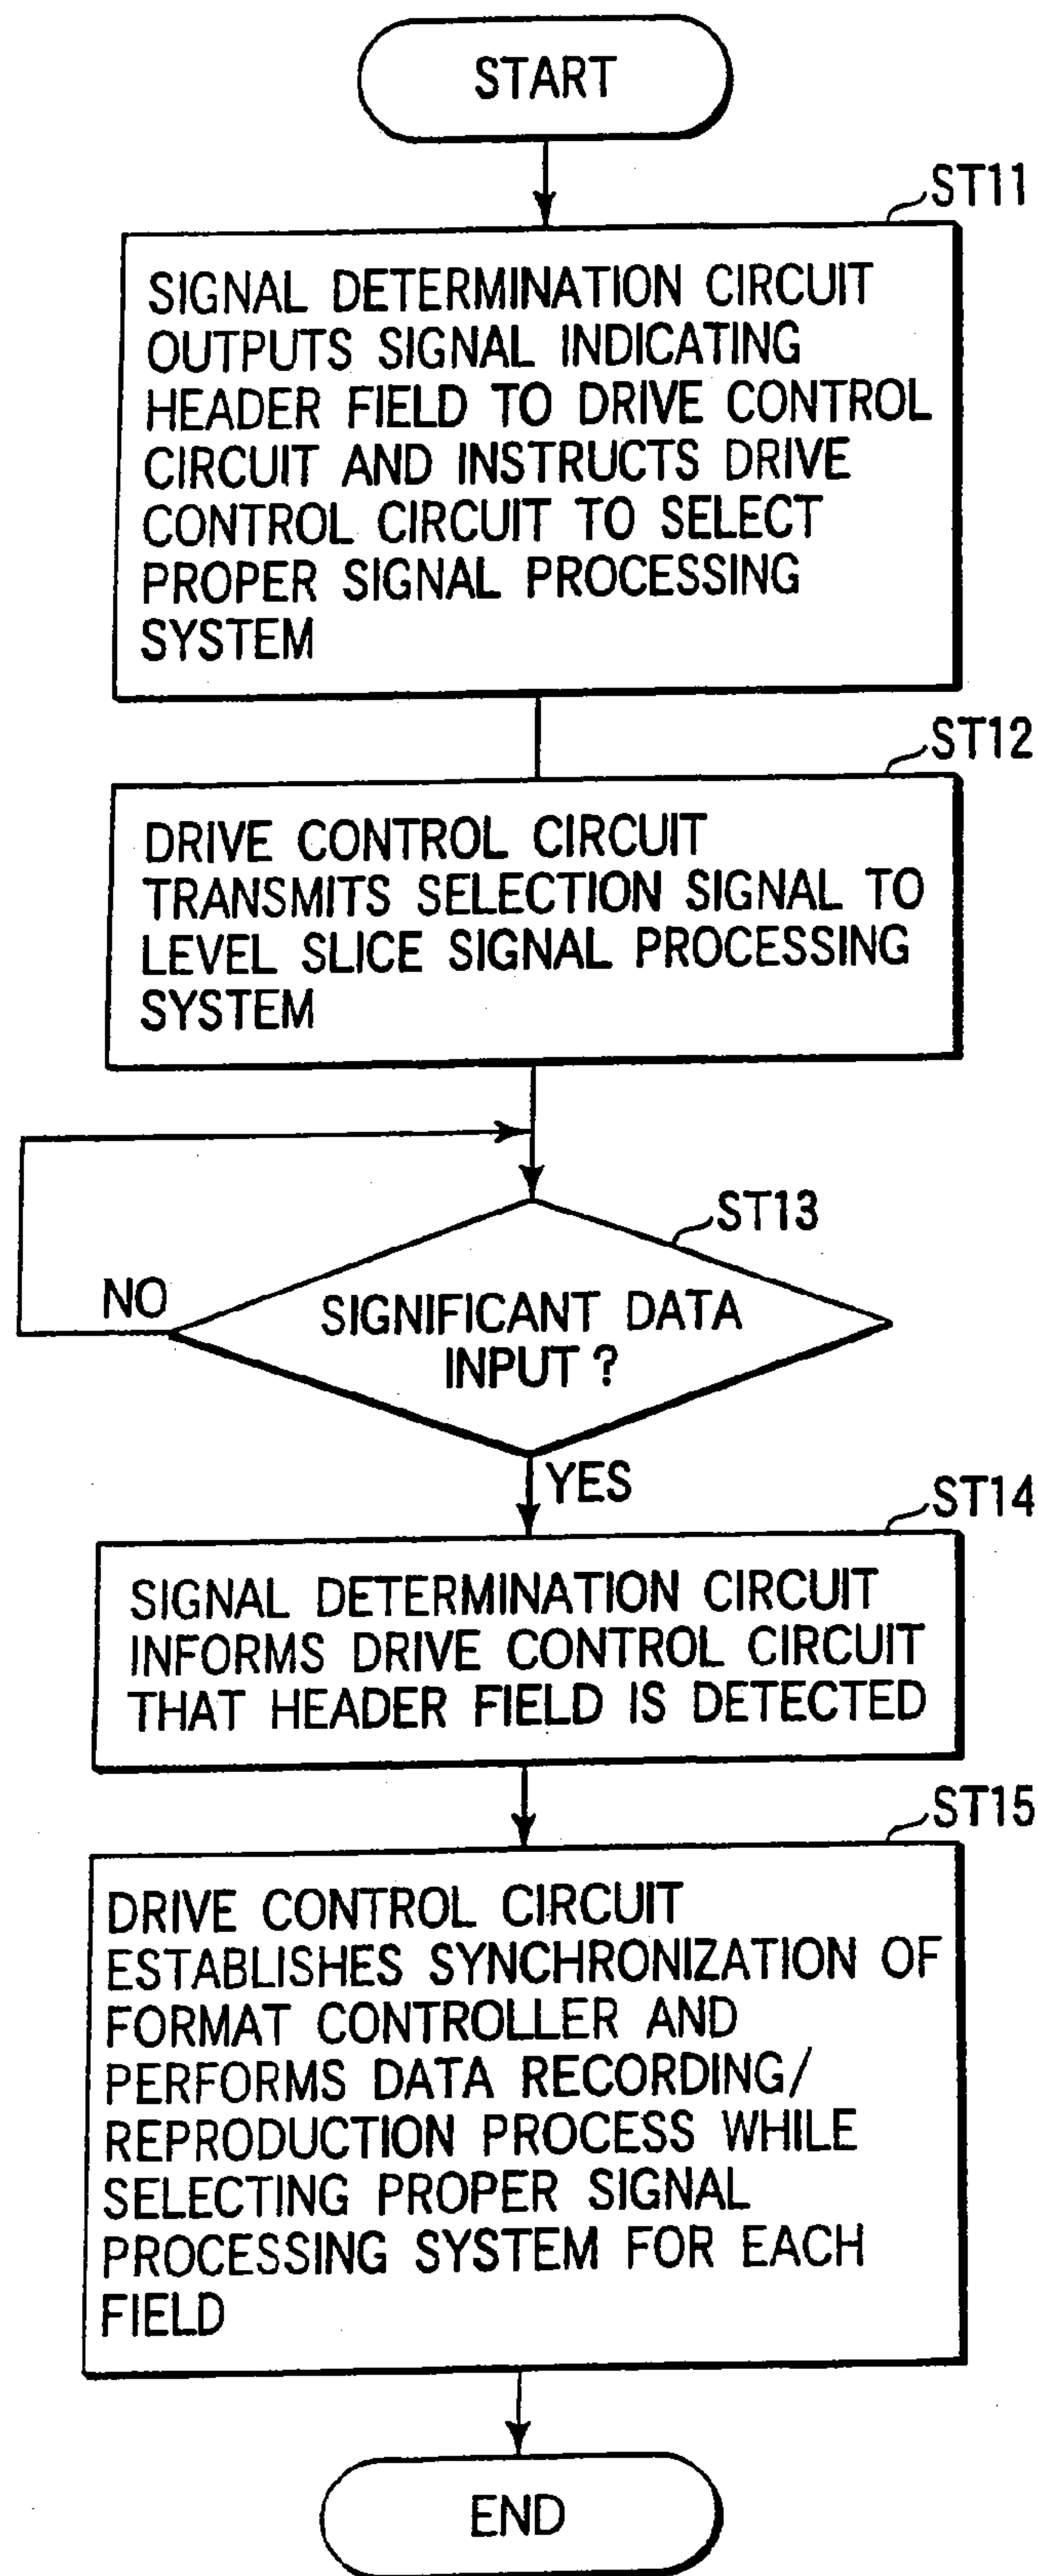 START
ST11
SIGNAL DETERMINATION CIRCUIT
OUTPUTS SIGNAL INDICATING
HEADER FIELD TO DRIVE CONTROL
CIRCUIT AND INSTRUCTS DRIVE
CONTROL CIRCUIT TO SELECT
PROPER SIGNAL PROCESSING
SYSTEM
ST12
DRIVE CONTROL CIRCUIT
TRANSMITS SELECTION SIGNAL TO
LEVEL SLICE SIGNAL PROCESSING
SYSTEM
ST13
NO
SIGNIFICANT DATA
INPUT ?
YES
ST14
SIGNAL DETERMINATION CIRCUIT
INFORMS DRIVE CONTROL CIRCUIT
THAT HEADER FIELD IS DETECTED
ST15
DRIVE CONTROL CIRCUIT
ESTABLISHES SYNCHRONIZATION OF
FORMAT CONTROLLER AND
PERFORMS DATA RECORDING/
REPRODUCTION PROCESS WHILE
SELECTING PROPER SIGNAL
PROCESSING SYSTEM FOR EACH
FIELD
END